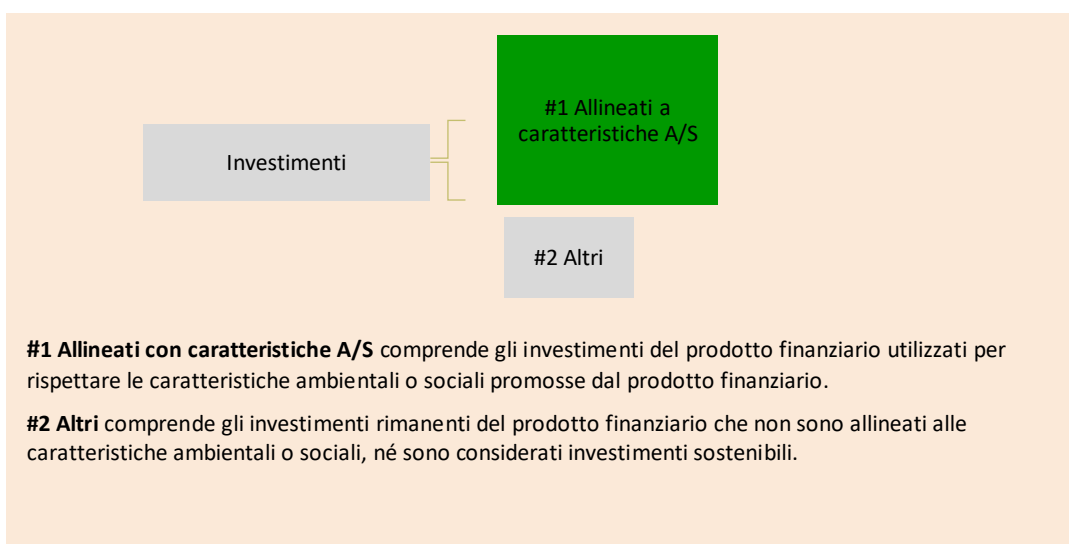 #1 Allineati a
caratteristiche A/S
Investimenti
#2 Altri
#1 Allineati con caratteristiche A/S comprende gli investimenti del prodotto finanziario utilizzati per
rispettare le caratteristiche ambientali o sociali promosse dal prodotto finanziario.
#2 Altri comprende gli investimenti rimanenti del prodotto finanziario che non sono allineati alle
caratteristiche ambientali o sociali, né sono considerati investimenti sostenibili.